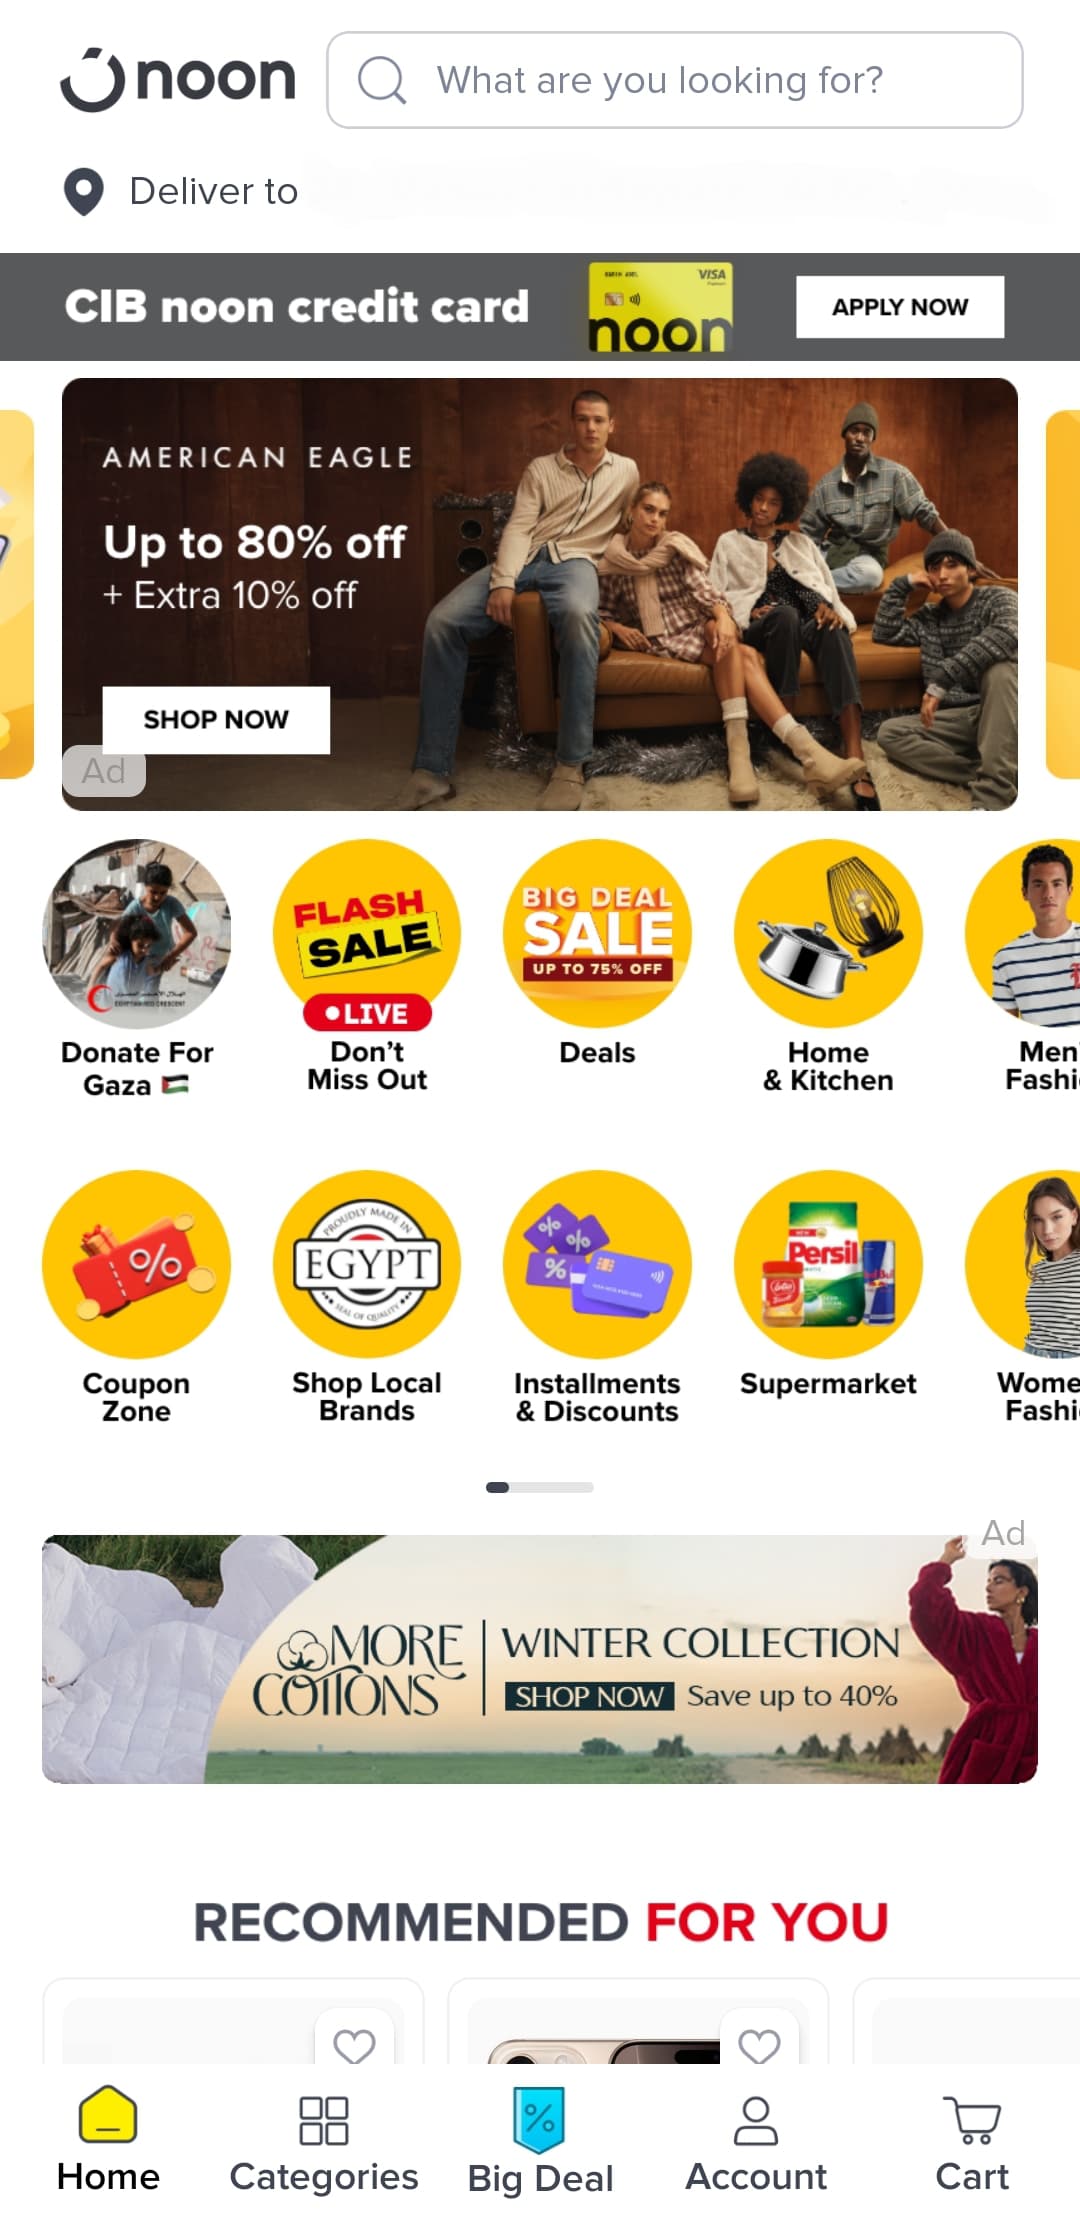 noon
What are you looking for?
Deliver to
CIB noon credit card
VISA
noon
APPLY NOW
AMERICAN EAGLE
Up to 80% off
+ Extra 10% off
SHOP NOW
Ad
FLASH
SALE
LIVE
BIG DEAL
SALE
UP TO 75% OFF
Donate For
Gaza 🇵🇸
Don't
Miss Out
Deals
Home
& Kitchen
Men'
Fashi
%
PROUDLY MADE IN
EGYPT
SEAL OF QUALITY
% %
%
Persil
Coupon
Zone
Shop Local
Brands
Installments
& Discounts
Supermarket
Wome
Fashi
Ad
MORE
COTTONS
WINTER COLLECTION
SHOP NOW Save up to 40%
RECOMMENDED FOR YOU
%
Home
Categories
Big Deal
Account
Cart